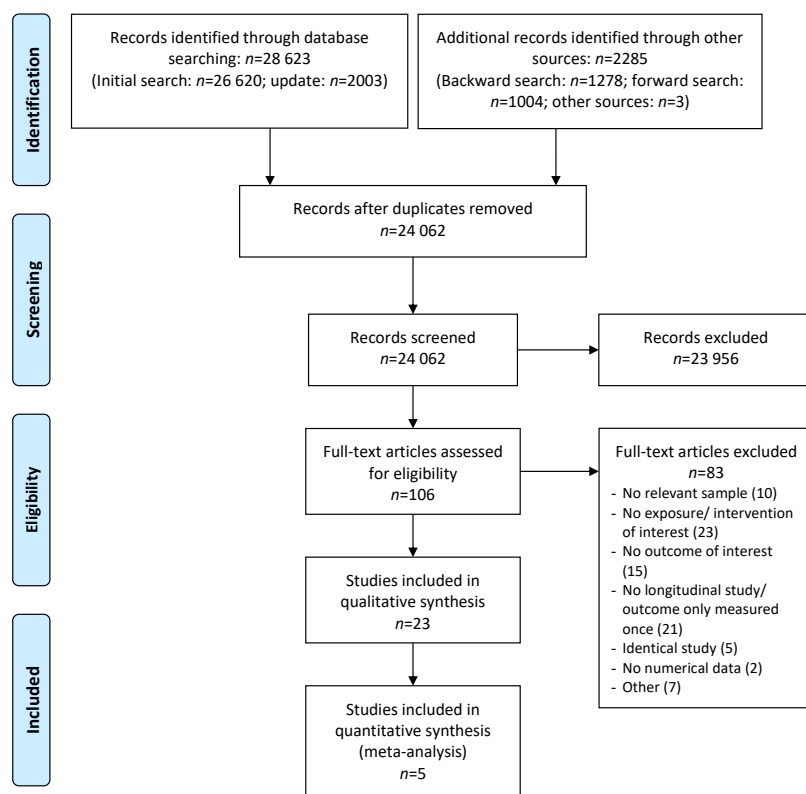 Identification
Records identified through database
searching: n=28 623
(Initial search: n=26 620; update: n=2003)
Additional records identified through other
sources: n=2285
(Backward search: n=1278; forward search:
n=1004; other sources: n=3)
Screening
Records after duplicates removed
n=24 062
Records screened
n=24 062
Records excluded
n=23 956
Eligibility
Full-text articles assessed
for eligibility
n=106
Full-text articles excluded
n=83
- No relevant sample (10)
- No exposure/ intervention
of interest (23)
- No outcome of interest
(15)
- No longitudinal study/
outcome only measured
once (21)
- Identical study (5)
- No numerical data (2)
- Other (7)
Studies included in
qualitative synthesis
n=23
Included
Studies included in
quantitative synthesis
(meta-analysis)
n=5